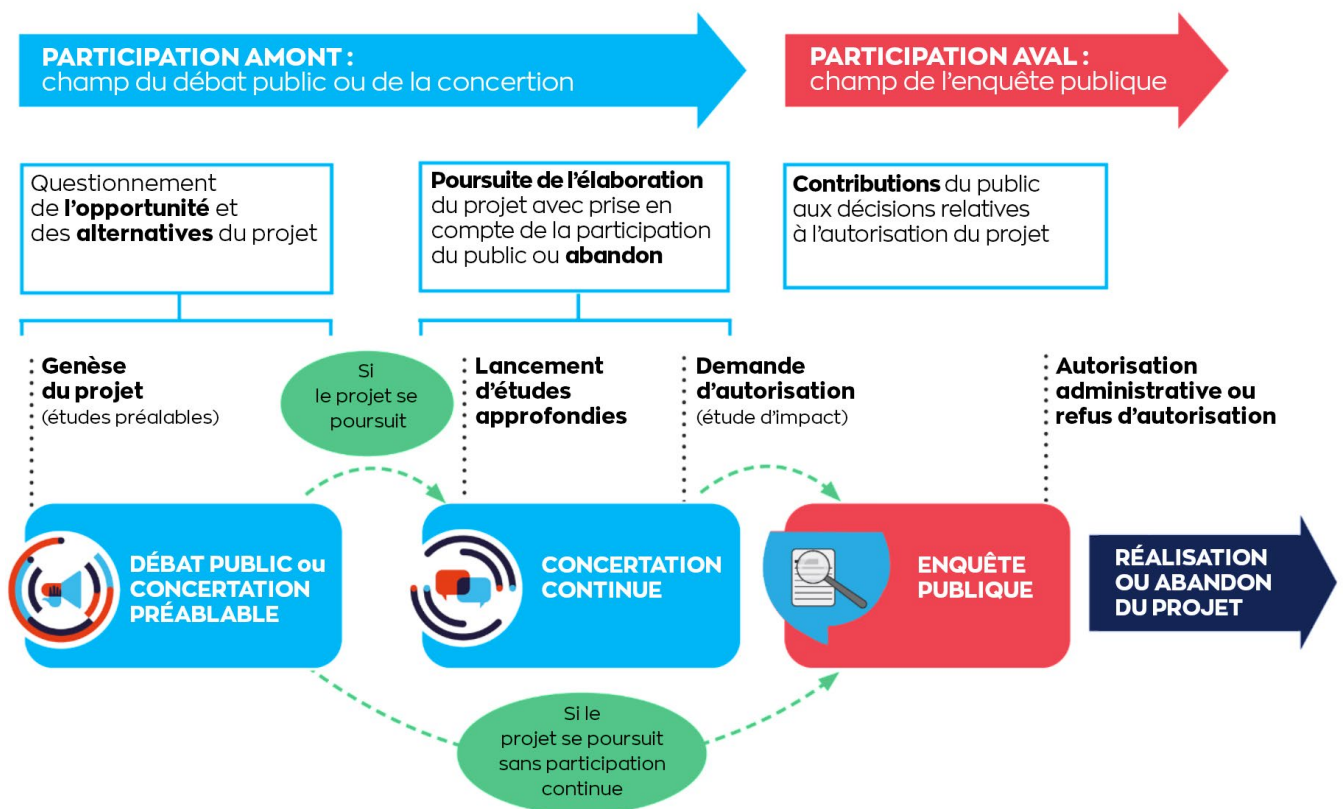 PARTICIPATION AMONT :
champ du débat public ou de la concertion
PARTICIPATION AVAL :
champ de l'enquête publique
Questionnement
de l'opportunité et
des alternatives du projet
Poursuite de l'élaboration
du projet avec prise en
compte de la participation
du public ou abandon
Contributions du public
aux décisions relatives
à l'autorisation du projet
Genèse
du projet
(études préalables)
Si
le projet se
poursuit
Lancement
d'études
approfondies
Demande
d'autorisation
(étude d'impact)
Autorisation
administrative ou
refus d'autorisation
DÉBAT PUBLIC ou
CONCERTATION
PRÉABLABLE
CONCERTATION
CONTINUE
ENQUÊTE
PUBLIQUE
RÉALISATION
OU ABANDON
DU PROJET
Si le
projet se poursuit
sans participation
continue